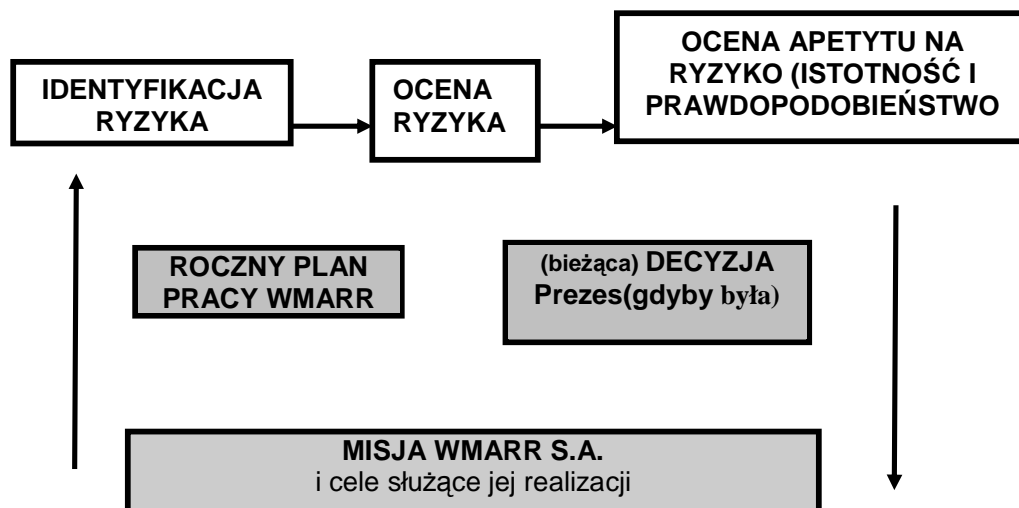 IDENTYFIKACJA
RYZYKA
OCENA
RYZYKA
OCENA APETYTU NA
RYZYKO (ISTOTNOŚĆ I
PRAWDOPODOBIEŃSTWO
ROCZNY PLAN
PRACY WMARR
(bieżąca) DECYZJA
Prezes(gdyby była)
MISJA WMARR S.A.
i cele służące jej realizacji